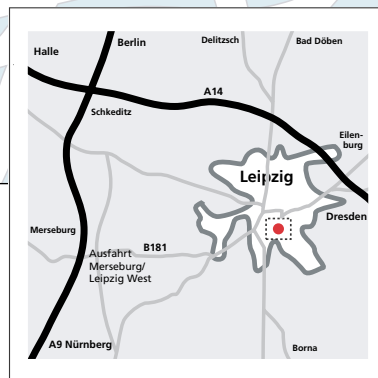 Delitzsch
Bad Döben
Berlin
Halle
A14
Schkeditz
Eilen-
burg
Leipzig
Dresden
Merseburg
B181
Ausfahrt
Merseburg/
Leipzig West
A9 Nürnberg
Borna